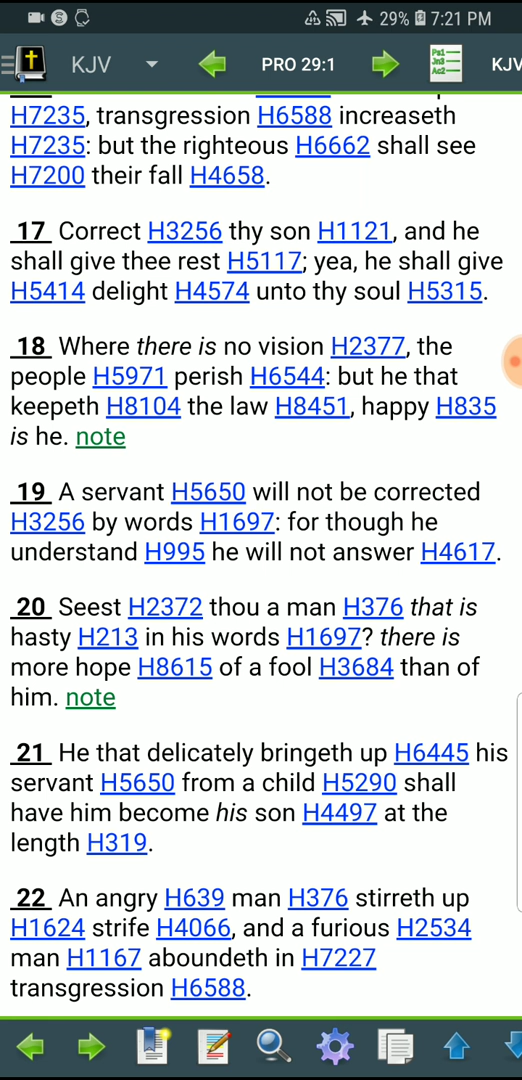 29% 7:21 PM
KJV PRO 29:1 Ps1 Jn3 Ac2 KJV
H7235, transgression H6588 increaseth
H7235: but the righteous H6662 shall see
H7200 their fall H4658.
17 Correct H3256 thy son H1121, and he
shall give thee rest H5117; yea, he shall give
H5414 delight H4574 unto thy soul H5315.
18 Where there is no vision H2377, the
people H5971 perish H6544: but he that
keepeth H8104 the law H8451, happy H835
is he. note
19 A servant H5650 will not be corrected
H3256 by words H1697: for though he
understand H995 he will not answer H4617.
20 Seest H2372 thou a man H376 that is
hasty H213 in his words H1697? there is
more hope H8615 of a fool H3684 than of
him. note
21 He that delicately bringeth up H6445 his
servant H5650 from a child H5290 shall
have him become his son H4497 at the
length H319.
22 An angry H639 man H376 stirreth up
H1624 strife H4066, and a furious H2534
man H1167 aboundeth in H7227
transgression H6588.